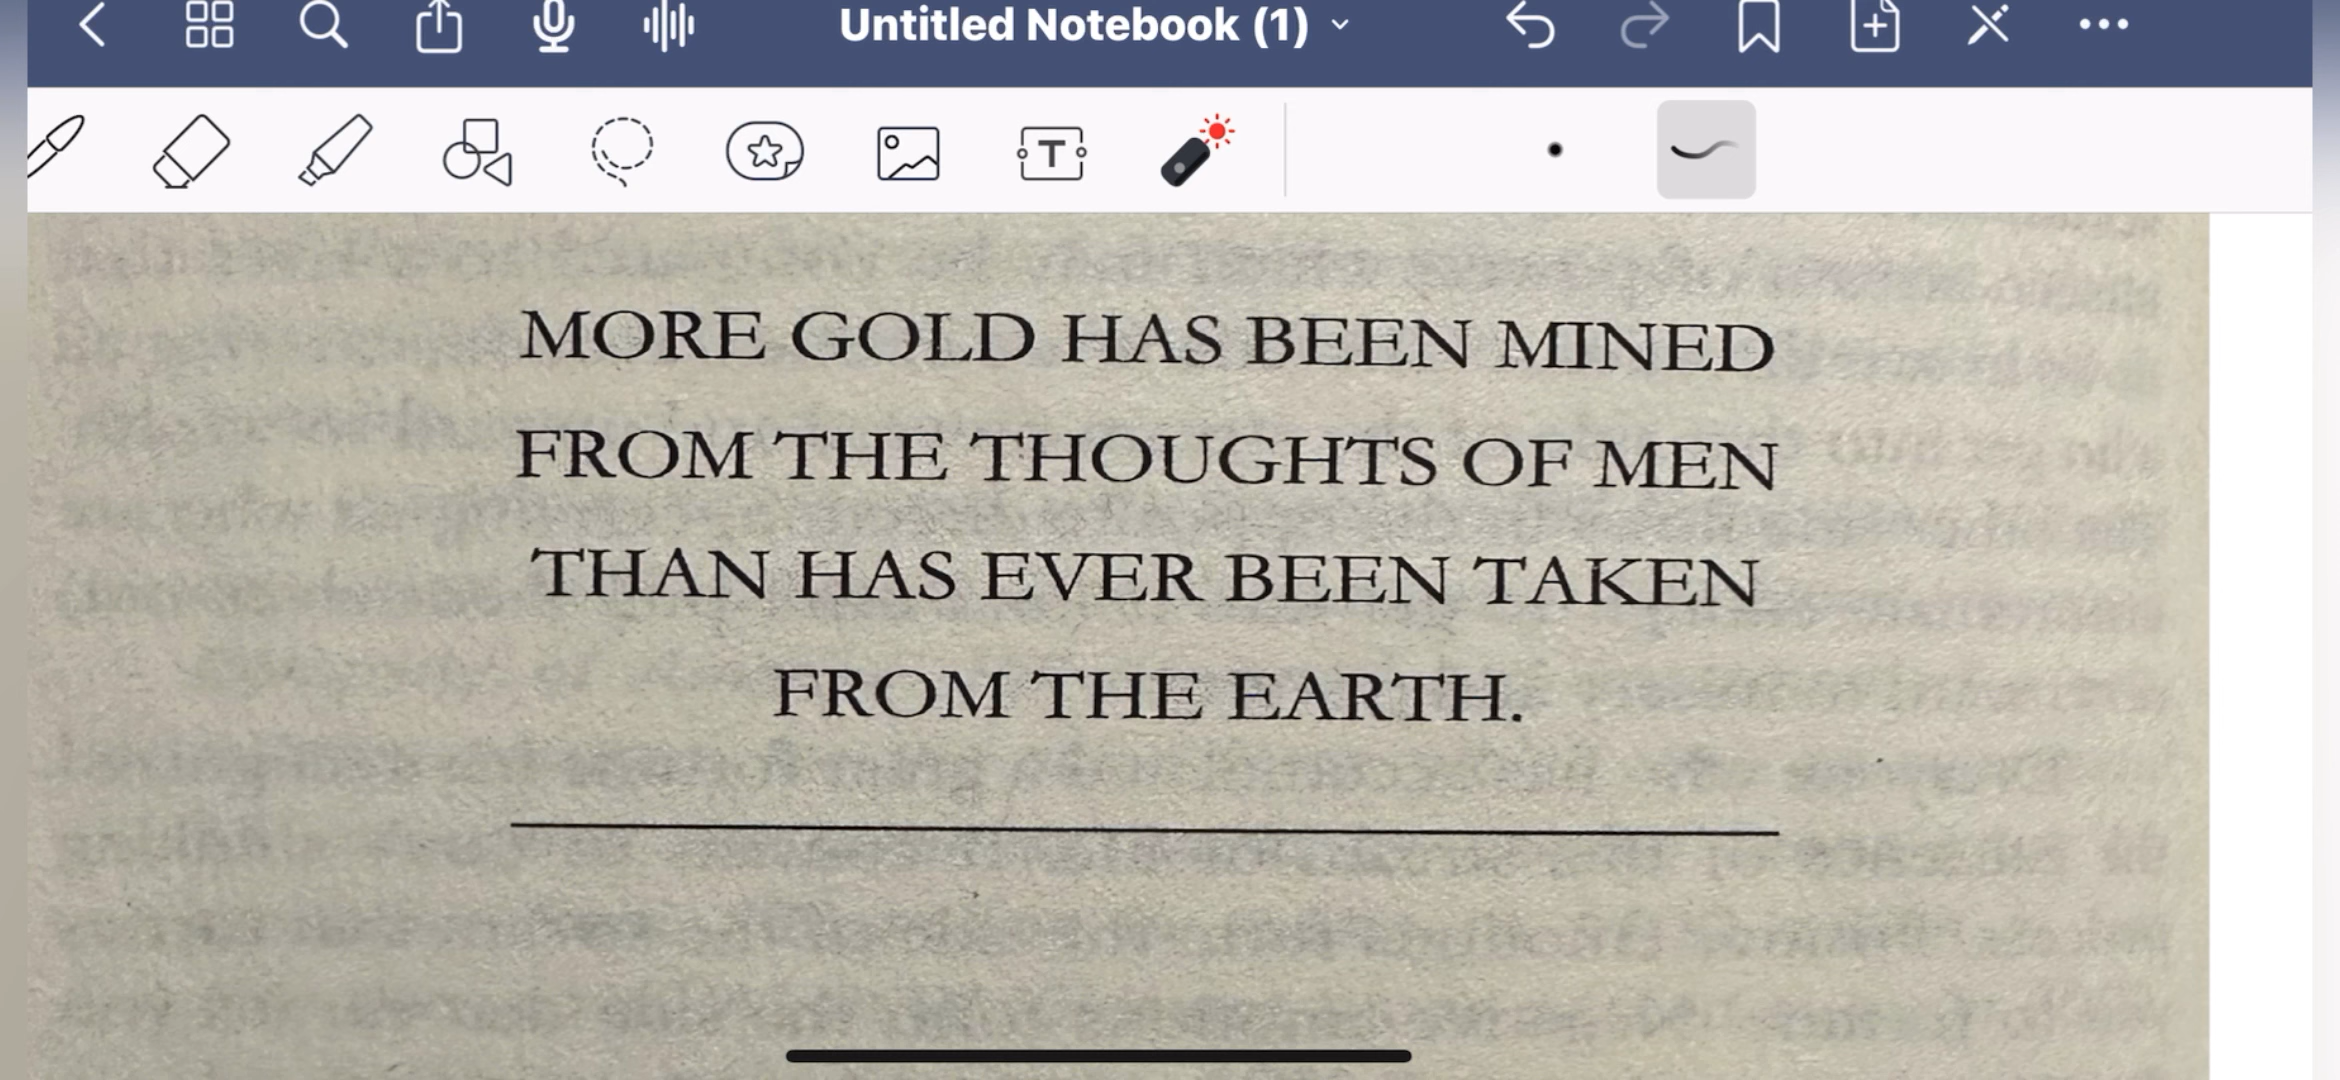 Untitled Notebook (1)
T
MORE GOLD HAS BEEN MINED
FROM THE THOUGHTS OF MEN
THAN HAS EVER BEEN TAKEN
FROM THE EARTH.